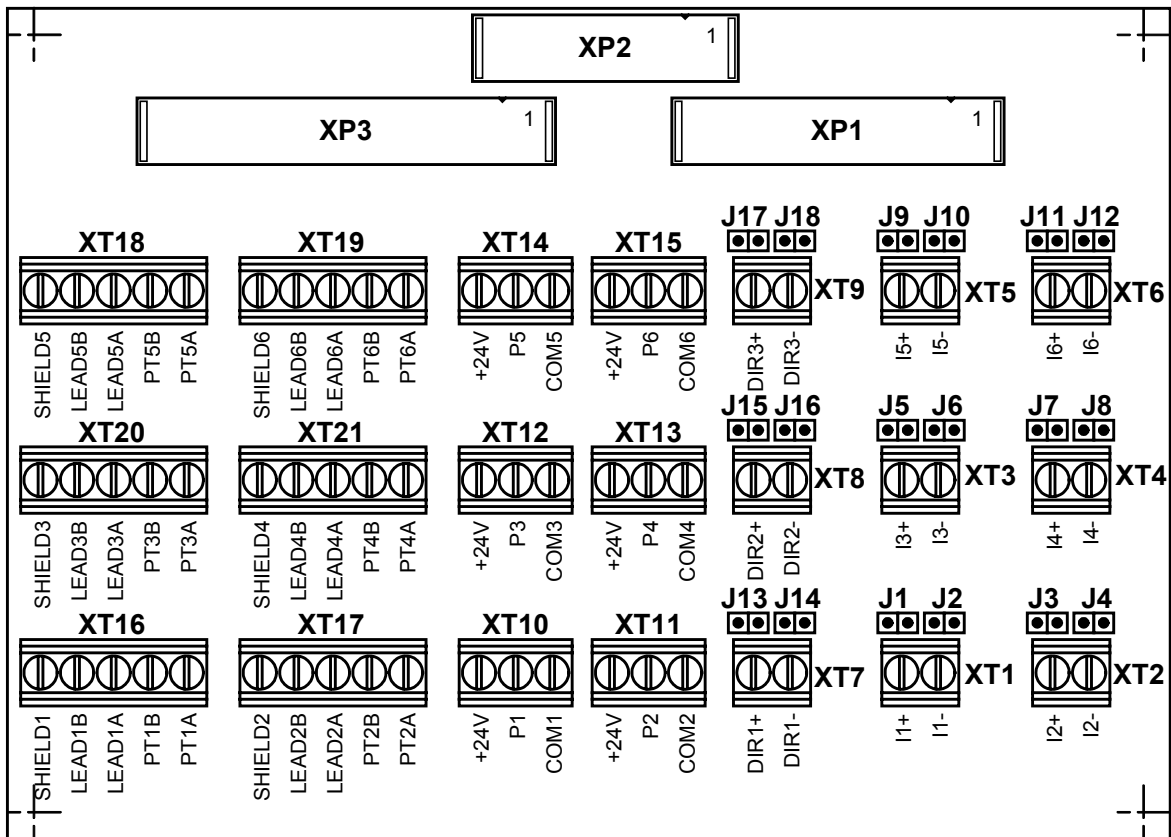 XP2 1
XP3 1 XP1 1
J17 J18 J9 J10 J11 J12
XT18 XT19 XT14 XT15
XT9 XT5 XT6
SHIELD5 LEAD5B LEAD5A PT5B PT5A SHIELD6 LEAD6B LEAD6A PT6B PT6A +24V P5 COM5 +24V P6 COM6 DIR3+ DIR3- I5+ I5- I6+ I6-
J15 J16 J5 J6 J7 J8
XT20 XT21 XT12 XT13
XT8 XT3 XT4
SHIELD3 LEAD3B LEAD3A PT3B PT3A SHIELD4 LEAD4B LEAD4A PT4B PT4A +24V P3 COM3 +24V P4 COM4 DIR2+ DIR2- I3+ I3- I4+ I4-
J13 J14 J1 J2 J3 J4
XT16 XT17 XT10 XT11
XT7 XT1 XT2
SHIELD1 LEAD1B LEAD1A PT1B PT1A SHIELD2 LEAD2B LEAD2A PT2B PT2A +24V P1 COM1 +24V P2 COM2 DIR1+ DIR1- I1+ I1- I2+ I2-